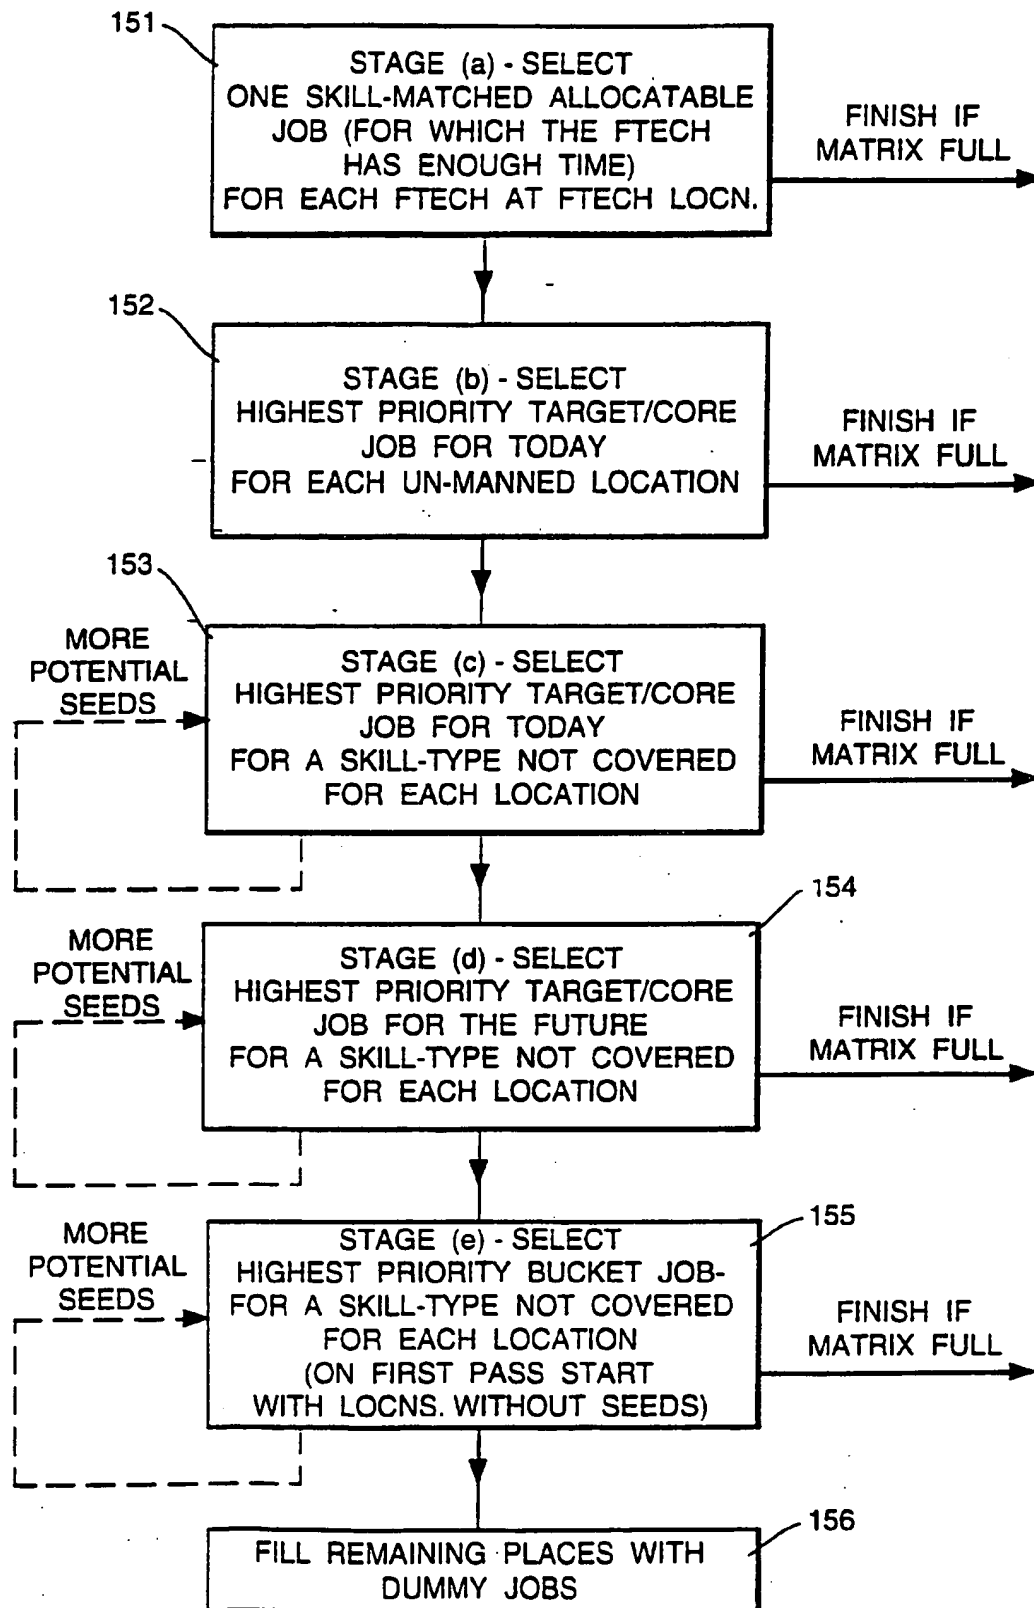 151
STAGE (a) - SELECT
ONE SKILL-MATCHED ALLOCATABLE
JOB (FOR WHICH THE FTECH
HAS ENOUGH TIME)
FOR EACH FTECH AT FTECH LOCN.
FINISH IF
MATRIX FULL
152
STAGE (b) - SELECT
HIGHEST PRIORITY TARGET/CORE
JOB FOR TODAY
FOR EACH UN-MANNED LOCATION
FINISH IF
MATRIX FULL
153
MORE
POTENTIAL
SEEDS
STAGE (c) - SELECT
HIGHEST PRIORITY TARGET/CORE
JOB FOR TODAY
FOR A SKILL-TYPE NOT COVERED
FOR EACH LOCATION
FINISH IF
MATRIX FULL
154
MORE
POTENTIAL
SEEDS
STAGE (d) - SELECT
HIGHEST PRIORITY TARGET/CORE
JOB FOR THE FUTURE
FOR A SKILL-TYPE NOT COVERED
FOR EACH LOCATION
FINISH IF
MATRIX FULL
155
MORE
POTENTIAL
SEEDS
STAGE (e) - SELECT
HIGHEST PRIORITY BUCKET JOB-
FOR A SKILL-TYPE NOT COVERED
FOR EACH LOCATION
(ON FIRST PASS START
WITH LOCNS. WITHOUT SEEDS)
FINISH IF
MATRIX FULL
156
FILL REMAINING PLACES WITH
DUMMY JOBS